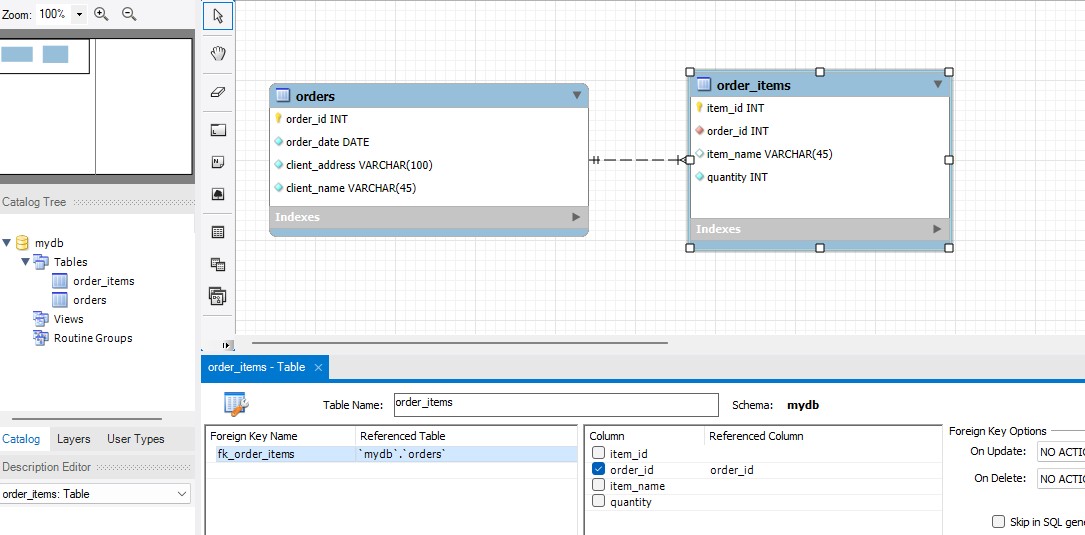 Zoom: 100%
Catalog Tree
mydb
Tables
order_items
orders
Views
Routine Groups
Catalog Layers User Types
Description Editor
order_items: Table
orders
order_id INT
order_date DATE
client_address VARCHAR(100)
client_name VARCHAR(45)
Indexes
order_items
item_id INT
order_id INT
item_name VARCHAR(45)
quantity INT
Indexes
order_items - Table
Table Name: order_items Schema: mydb
Foreign Key Name Referenced Table
fk_order_items `mydb`.`orders`
Column Referenced Column
item_id
order_id order_id
item_name
quantity
Foreign Key Options
On Update: NO ACTIO
On Delete: NO ACTIO
Skip in SQL gene